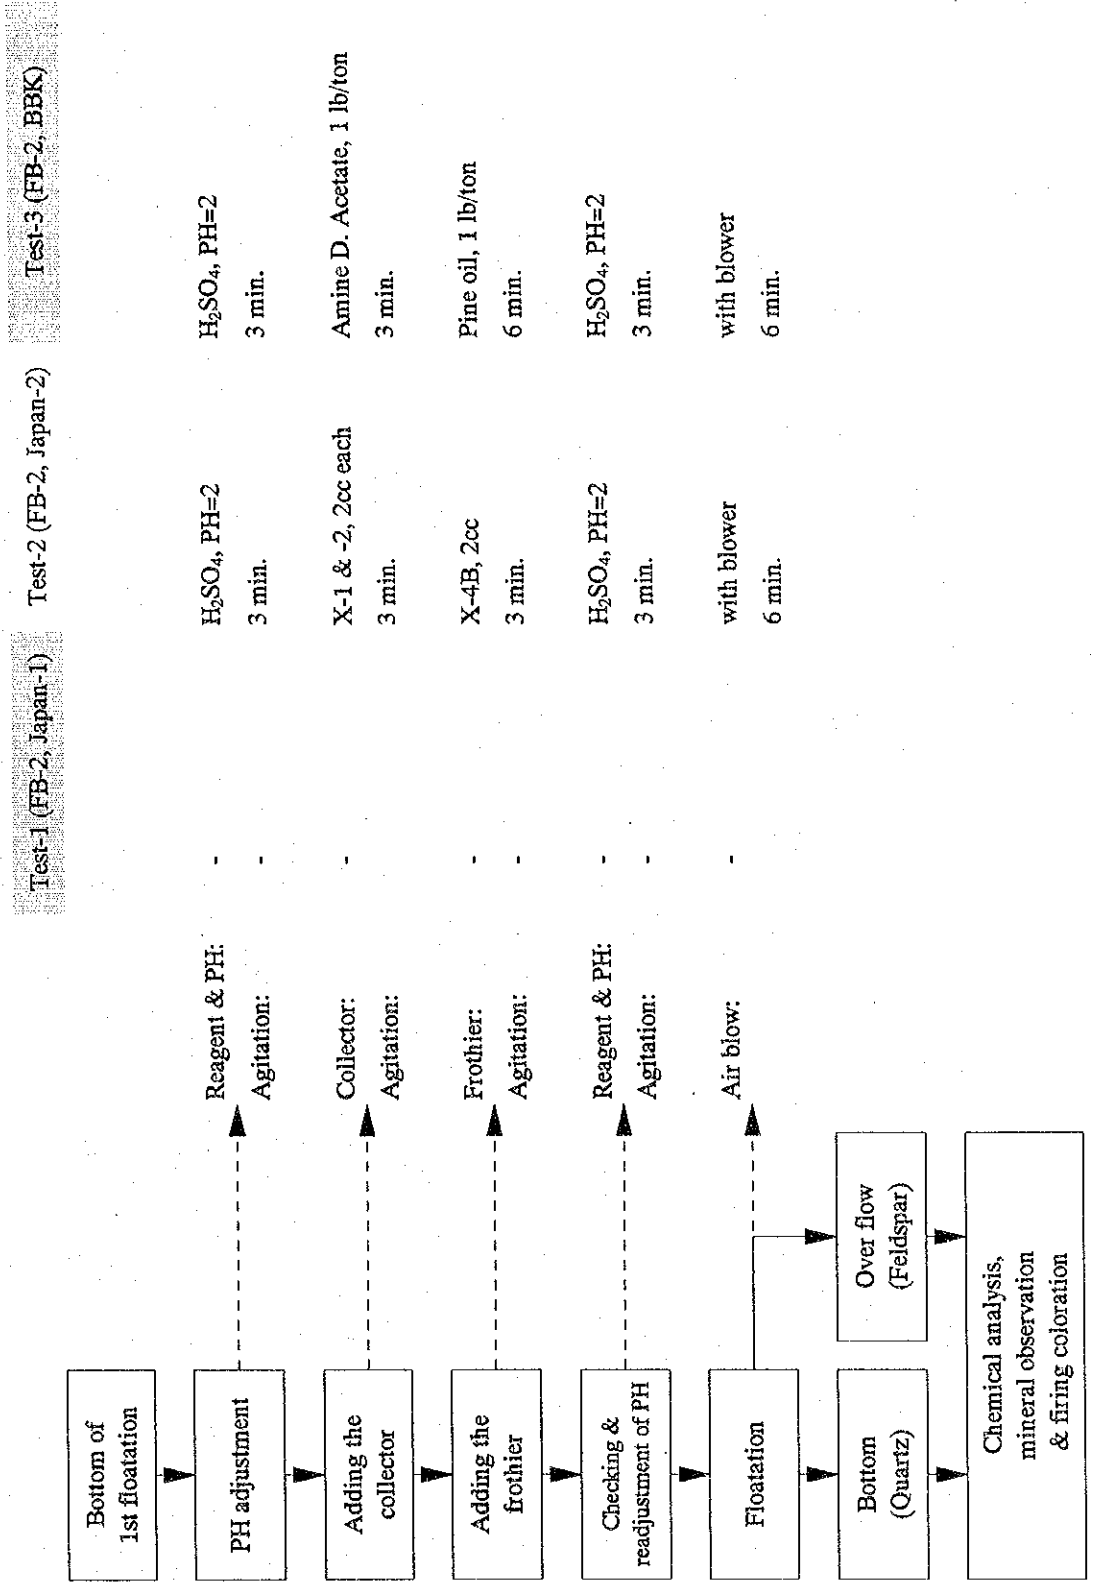 Test-1 (FB-2, Japan-1)
Test-2 (FB-2, Japan-2)
Test-3 (FB-2, BBK)
Bottom of
1st floatation
PH adjustment
Reagent & PH:
-
H₂SO₄, PH=2
H₂SO₄, PH=2
Agitation:
-
3 min.
3 min.
Adding the
collector
Collector:
-
X-1 & -2, 2cc each
Amine D. Acetate, 1 lb/ton
Agitation:
3 min.
3 min.
Adding the
frothier
Frothier:
-
X-4B, 2cc
Pine oil, 1 lb/ton
Agitation:
-
3 min.
6 min.
Checking &
readjustment of PH
Reagent & PH:
-
H₂SO₄, PH=2
H₂SO₄, PH=2
Agitation:
-
3 min.
3 min.
Floatation
Air blow:
-
with blower
with blower
6 min.
6 min.
Bottom
(Quartz)
Over flow
(Feldspar)
Chemical analysis,
mineral observation
& firing coloration